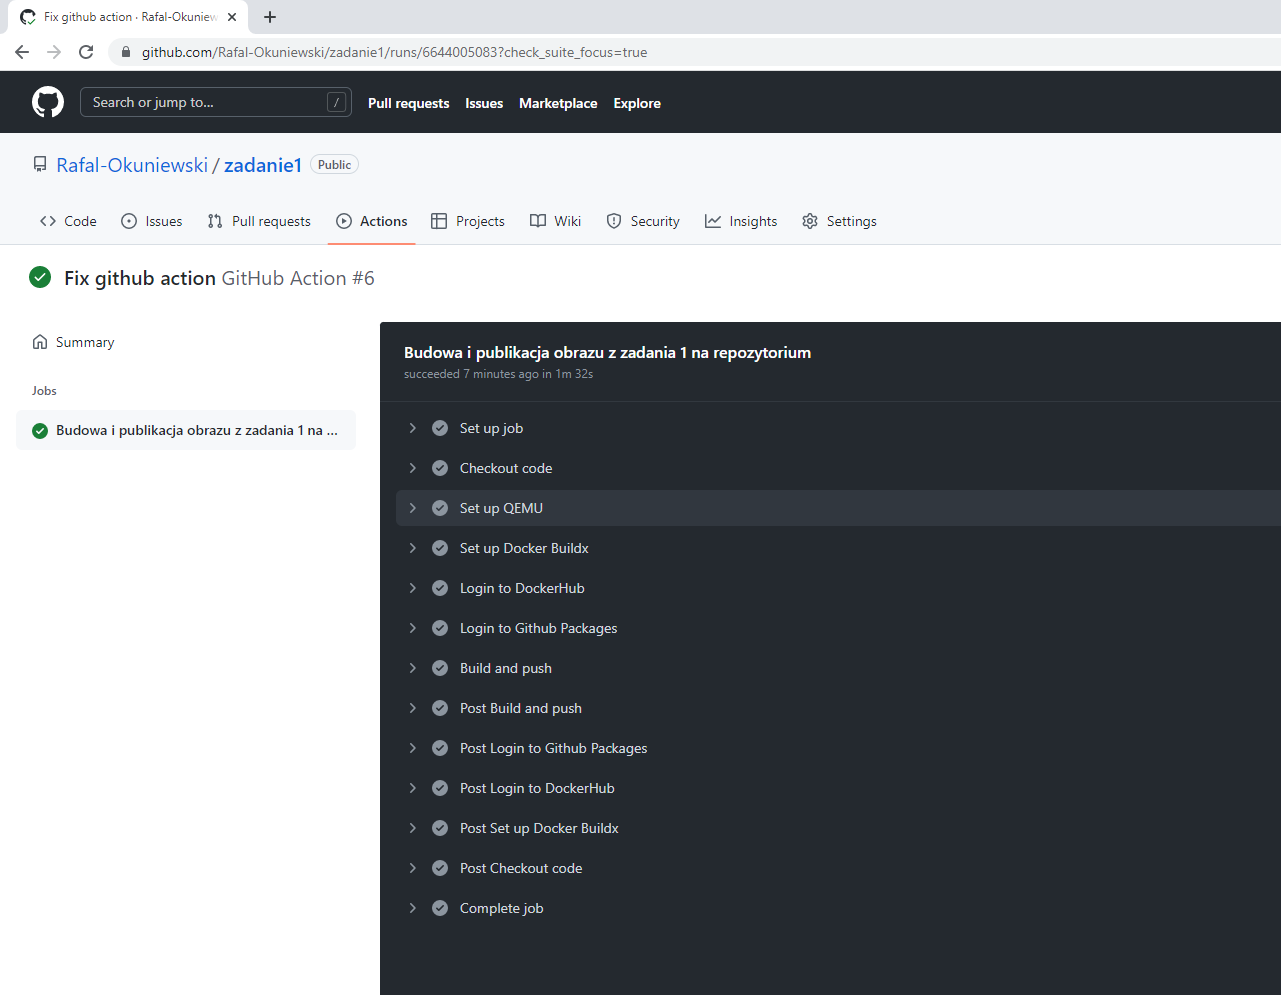 Fix github action · Rafal-Okuniew
github.com/Rafal-Okuniewski/zadanie1/runs/6644005083?check_suite_focus=true
Search or jump to... / Pull requests Issues Marketplace Explore
Rafal-Okuniewski / zadanie1 Public
Code Issues Pull requests Actions Projects Wiki Security Insights Settings
Fix github action GitHub Action #6
Summary
Jobs
Budowa i publikacja obrazu z zadania 1 na ...
Budowa i publikacja obrazu z zadania 1 na repozytorium
succeeded 7 minutes ago in 1m 32s
Set up job
Checkout code
Set up QEMU
Set up Docker Buildx
Login to DockerHub
Login to Github Packages
Build and push
Post Build and push
Post Login to Github Packages
Post Login to DockerHub
Post Set up Docker Buildx
Post Checkout code
Complete job